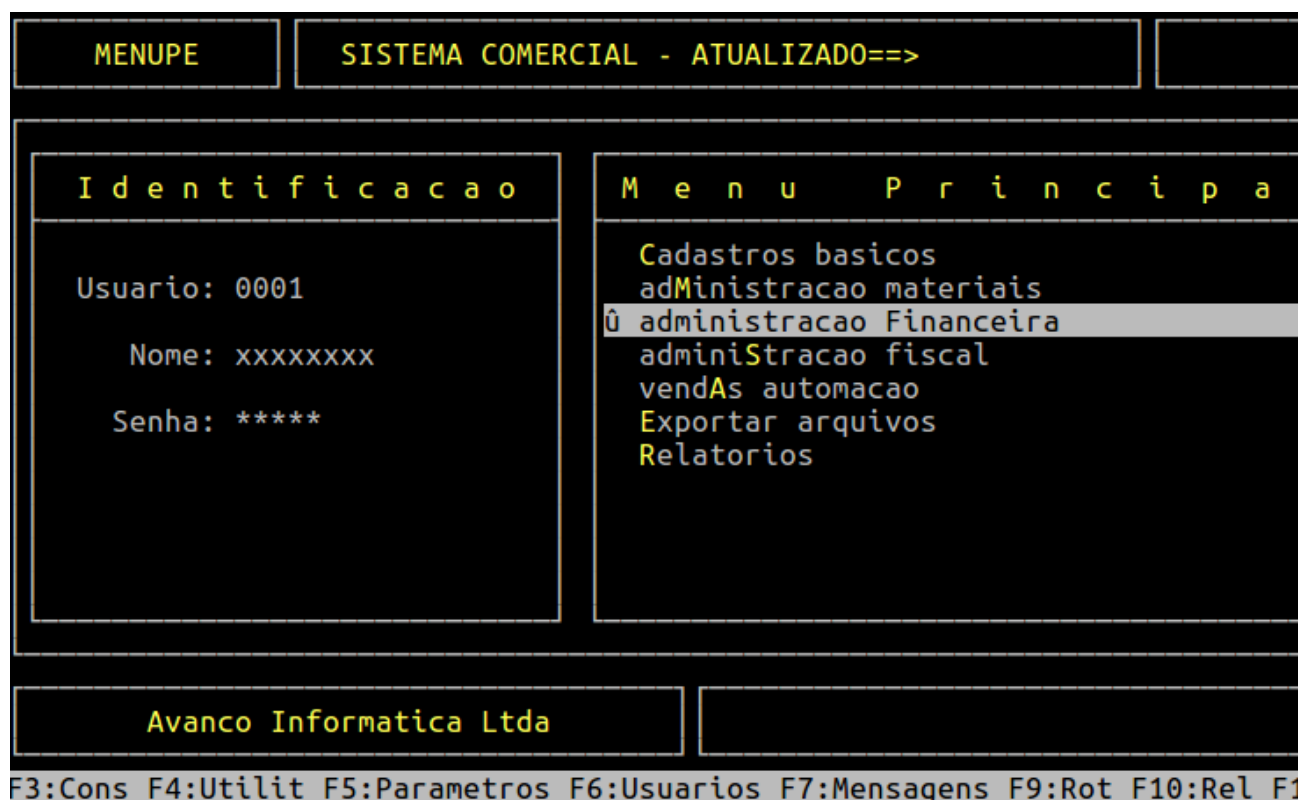 MENUPE
SISTEMA COMERCIAL - ATUALIZADO==>
I d e n t i f i c a c a o
Usuario: 0001
Nome: xxxxxxxx
Senha: *****
M e n u   P r i n c i p a
Cadastros basicos
adMinistracao materiais
û administracao Financeira
adminiStracao fiscal
vendAs automacao
Exportar arquivos
Relatorios
Avanco Informatica Ltda
F3:Cons F4:Utilit F5:Parametros F6:Usuarios F7:Mensagens F9:Rot F10:Rel F1